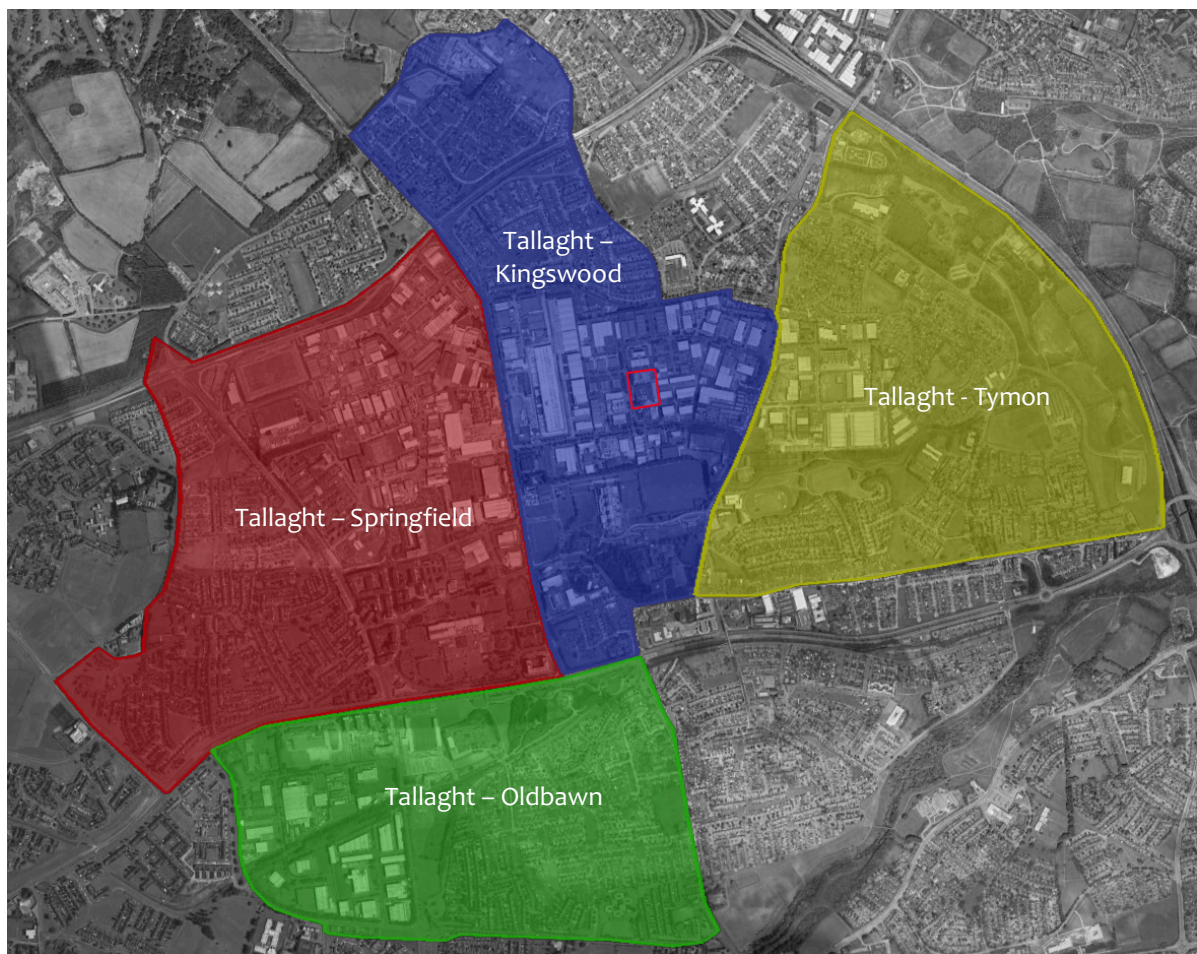 Tallaght –
Kingswood
Tallaght - Tymon
Tallaght – Springfield
Tallaght – Oldbawn